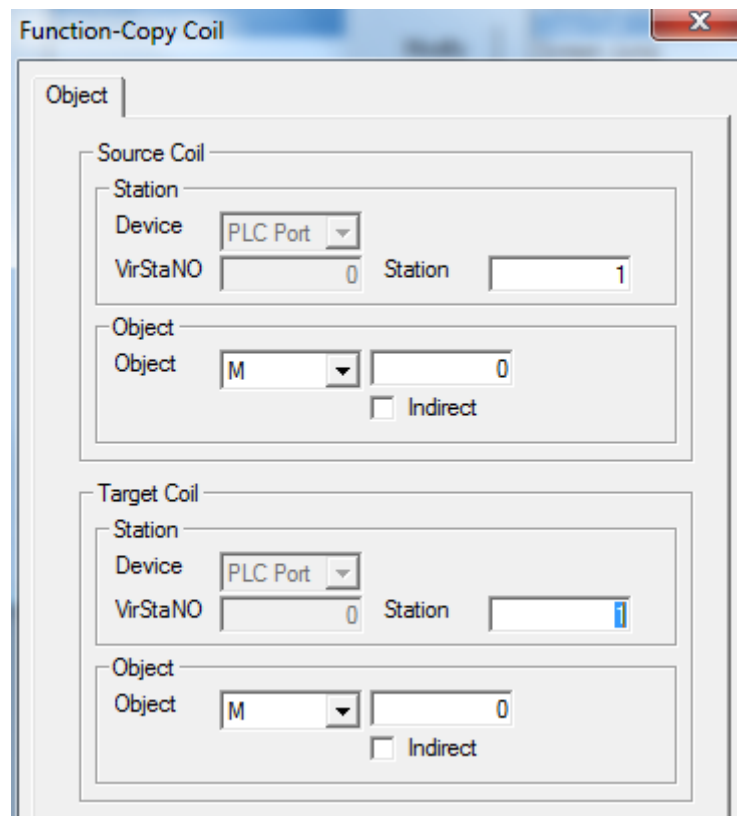 Function-Copy Coil
Object
Source Coil
Station
Device PLC Port
VirStaNO 0 Station 1
Object
Object M 0
Indirect
Target Coil
Station
Device PLC Port
VirStaNO 0 Station 1
Object
Object M 0
Indirect